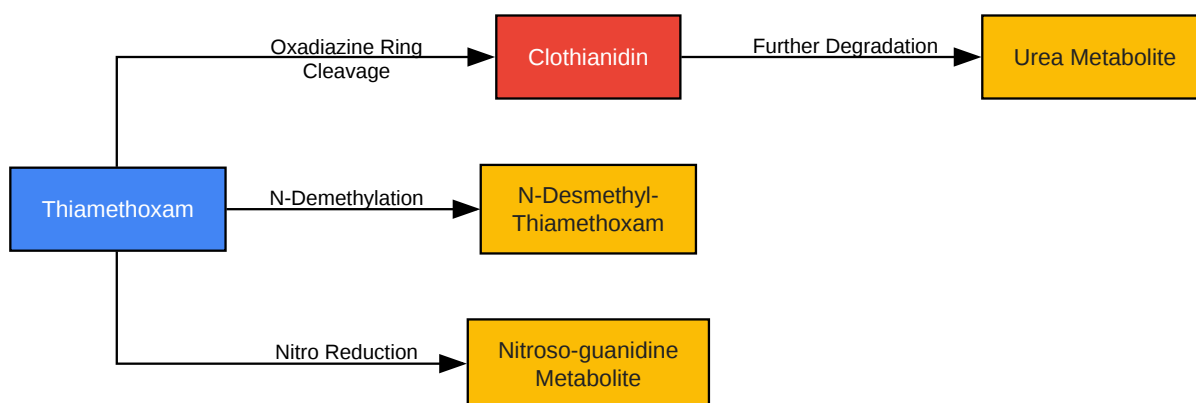 Oxadiazine Ring
Cleavage
Clothianidin
Further Degradation
Urea Metabolite
Thiamethoxam
N-Demethylation
N-Desmethyl-
Thiamethoxam
Nitro Reduction
Nitroso-guanidine
Metabolite